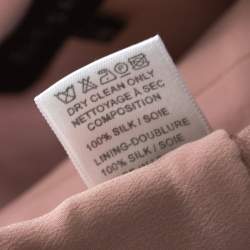 DRY CLEAN ONLY
NETTOYAGE À SEC
COMPOSITION
100% SILK / SOIE
LINING-DOUBLURE
100% SILK / SOIE